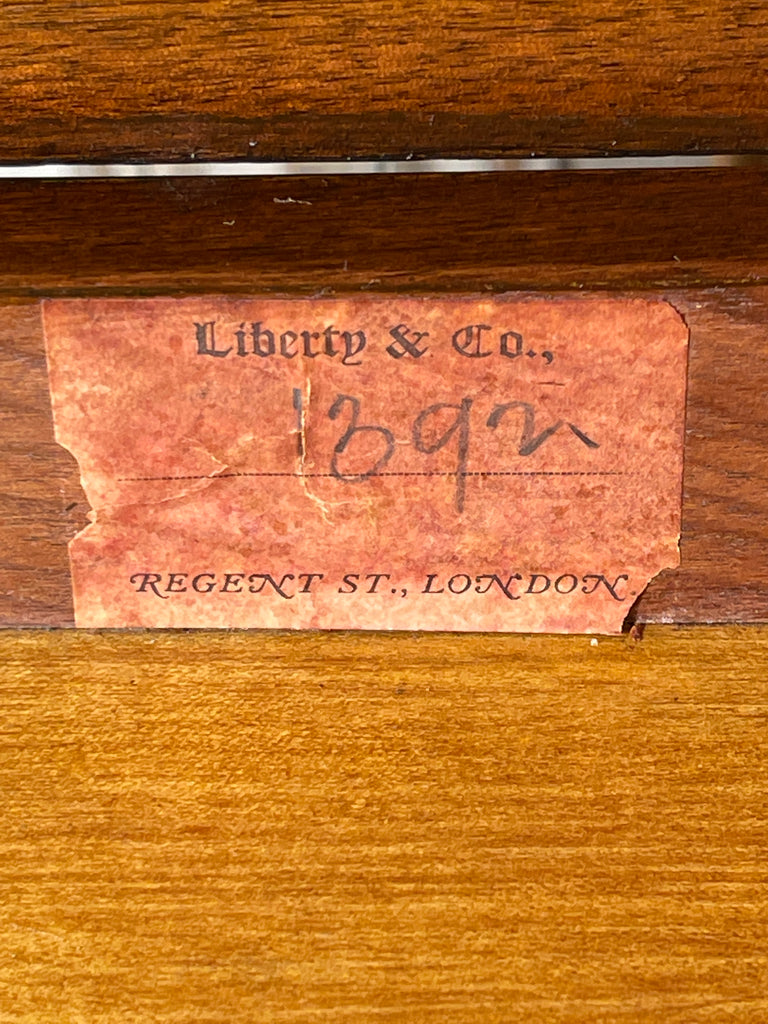 Liberty & Co.,
1392
REGENT ST., LONDON.